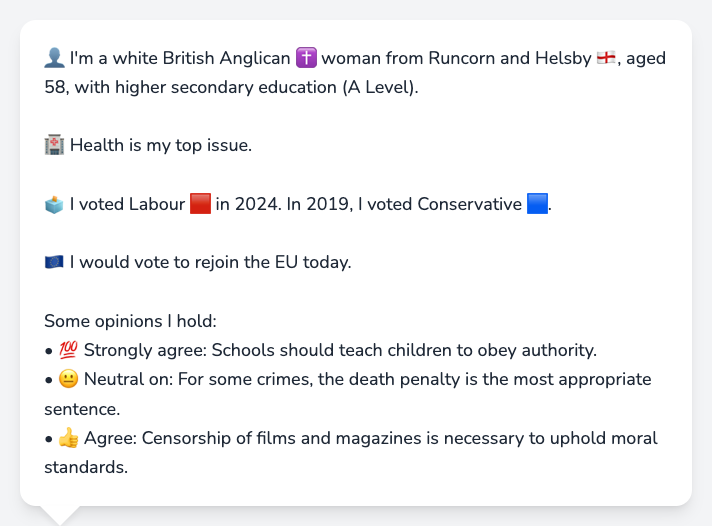 👤 I'm a white British Anglican ✝️ woman from Runcorn and Helsby 🏴󠁧󠁢󠁥󠁮󠁧󠁿, aged
58, with higher secondary education (A Level).
🏥 Health is my top issue.
🗳️ I voted Labour 🟥 in 2024. In 2019, I voted Conservative 🟦.
🇪🇺 I would vote to rejoin the EU today.
Some opinions I hold:
• 💯 Strongly agree: Schools should teach children to obey authority.
• 😐 Neutral on: For some crimes, the death penalty is the most appropriate
sentence.
• 👍 Agree: Censorship of films and magazines is necessary to uphold moral
standards.